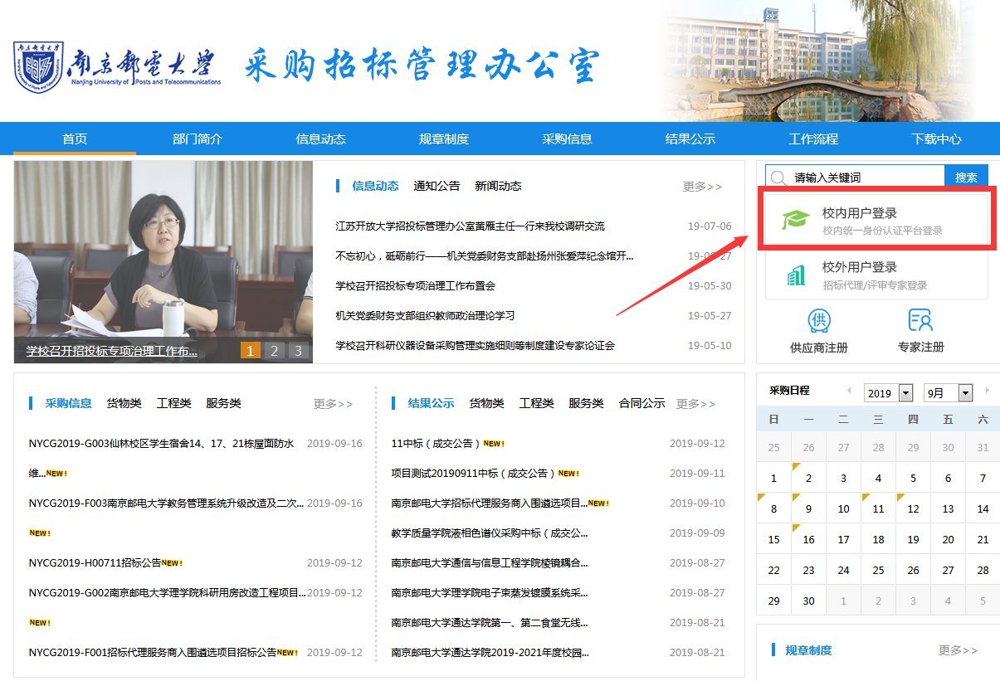 南京邮电大学
Nanjing University of Posts and Telecommunications
采购招标管理办公室
首页 部门简介 信息动态 规章制度 采购信息 结果公示 工作流程 下载中心
学校召开招投标专项治理工作布...
1 2 3
信息动态 通知公告 新闻动态 更多>>
江苏开放大学招投标管理办公室黄雁主任一行来我校调研交流 19-07-06
不忘初心，砥砺前行——机关党委财务支部赴扬州张爱萍纪念馆开... 19-06-27
学校召开招投标专项治理工作布置会 19-05-30
机关党委财务支部组织教师政治理论学习 19-05-27
学校召开科研仪器设备采购管理实施细则等制度建设专家论证会 19-05-10
请输入关键词 搜索
校内用户登录
校内统一身份认证平台登录
校外用户登录
招标代理/评审专家登录
供
供应商注册 专家注册
采购信息 货物类 工程类 服务类 更多>>
NYCG2019-G003仙林校区学生宿舍14、17、21栋屋面防水 2019-09-16
维...NEW!
NYCG2019-F003南京邮电大学教务管理系统升级改造及二次... 2019-09-16
NEW!
NYCG2019-H00711招标公告NEW! 2019-09-12
NYCG2019-G002南京邮电大学理学院科研用房改造工程项目... 2019-09-12
NEW!
NYCG2019-F001招标代理服务商入围遴选项目招标公告NEW! 2019-09-12
结果公示 货物类 工程类 服务类 合同公示 更多>>
11中标（成交公告）NEW! 2019-09-12
项目测试20190911中标（成交公告）NEW! 2019-09-11
南京邮电大学招标代理服务商入围遴选项目...NEW! 2019-09-10
教学质量学院液相色谱仪采购中标（成交公... 2019-09-09
南京邮电大学通信与信息工程学院棱镜耦合... 2019-08-27
南京邮电大学理学院电子束蒸发镀膜系统采... 2019-08-27
南京邮电大学通达学院第一、第二食堂无线... 2019-08-21
南京邮电大学通达学院2019-2021年度校园... 2019-08-21
采购日程 2019 9月
日 一 二 三 四 五 六
25 26 27 28 29 30 31
1 2 3 4 5 6 7
8 9 10 11 12 13 14
15 16 17 18 19 20 21
22 23 24 25 26 27 28
29 30 1 2 3 4 5
规章制度 更多>>